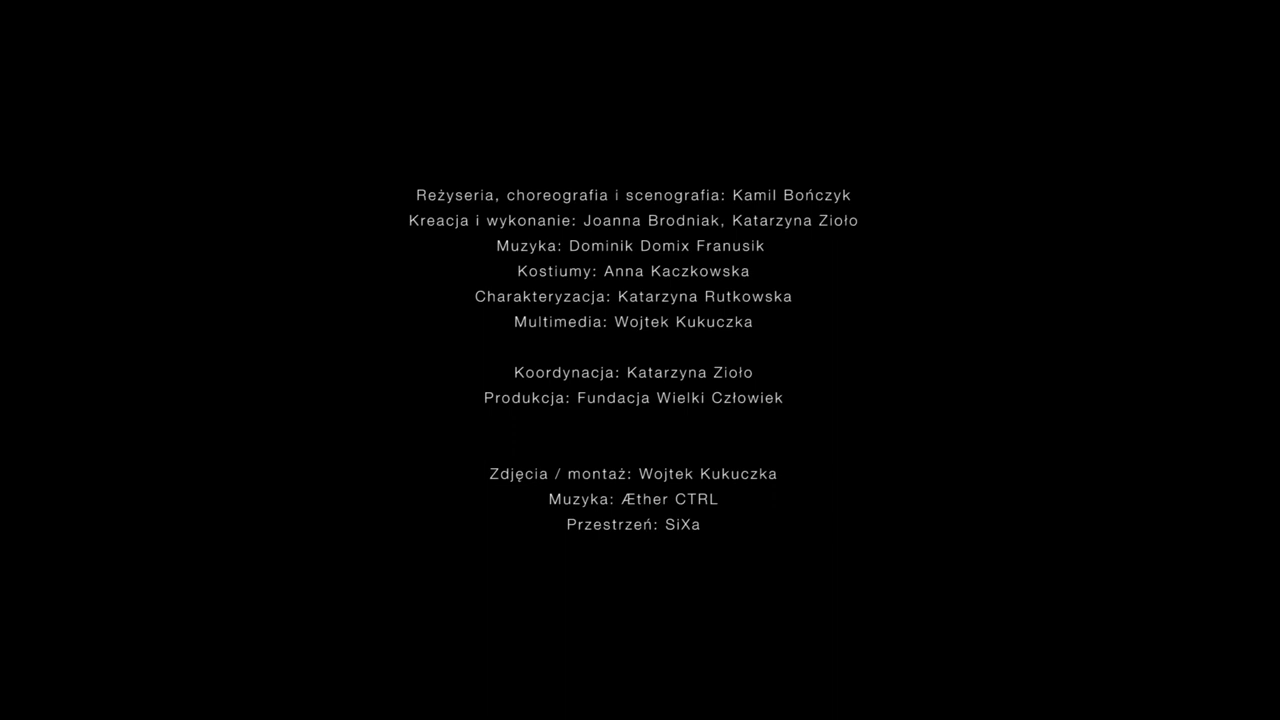 Reżyseria, choreografia i scenografia: Kamil Bończyk
Kreacja i wykonanie: Joanna Brodniak, Katarzyna Zioło
Muzyka: Dominik Domix Franusik
Kostiumy: Anna Kaczkowska
Charakteryzacja: Katarzyna Rutkowska
Multimedia: Wojtek Kukuczka
Koordynacja: Katarzyna Zioło
Produkcja: Fundacja Wielki Człowiek
Zdjęcia / montaż: Wojtek Kukuczka
Muzyka: Æther CTRL
Przestrzeń: SiXa